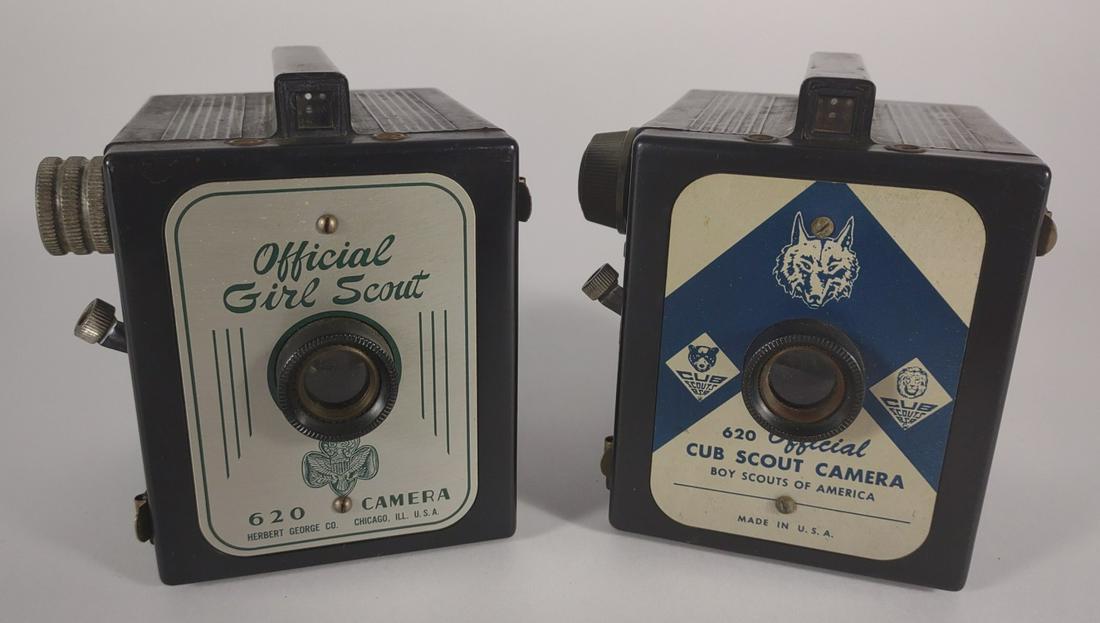 Official
Girl Scout
620 CAMERA
HERBERT GEORGE CO. CHICAGO, ILL. U.S.A.
CUB
SCOUTS
CUB
SCOUTS
B.S.A.
620 Official
CUB SCOUT CAMERA
BOY SCOUTS OF AMERICA
MADE IN U.S.A.